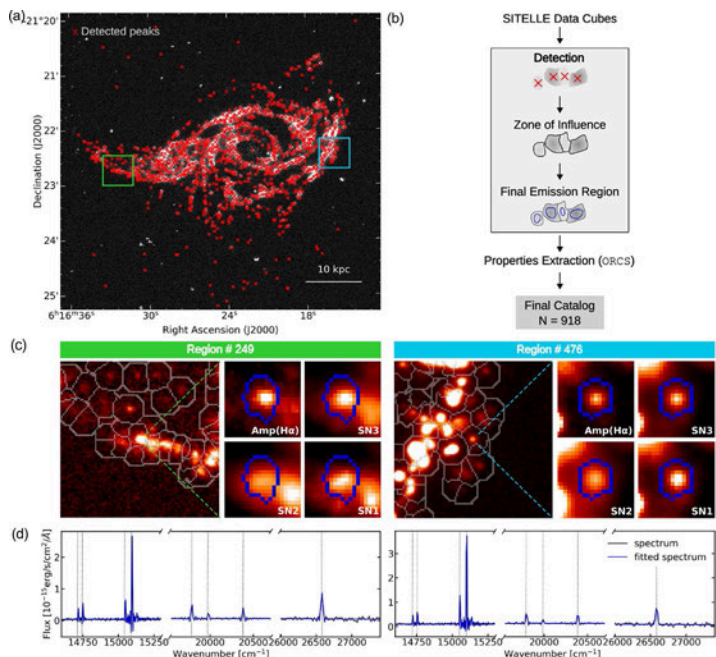 (a)
× Detected peaks
-21°20'
21'
22'
23'
24'
25'
Declination (J2000)
10 kpc
6h16m36s
30s
24s
18s
Right Ascension (J2000)
(b)
SITELLE Data Cubes
Detection
Zone of Influence
Final Emission Region
Properties Extraction (ORCS)
Final Catalog
N = 918
(c)
Region # 249
Amp(Hα)
SN3
SN2
SN1
Region # 476
Amp(Hα)
SN3
SN2
SN1
(d)
Flux [10⁻¹⁵erg/s/cm²/Å]
2
1
0
14750 15000 15250
20000 20500
26500 27000
Wavenumber [cm⁻¹]
spectrum
fitted spectrum
3
2
1
0
14750 15000 15250
20000 20500
26500 27000
Wavenumber [cm⁻¹]